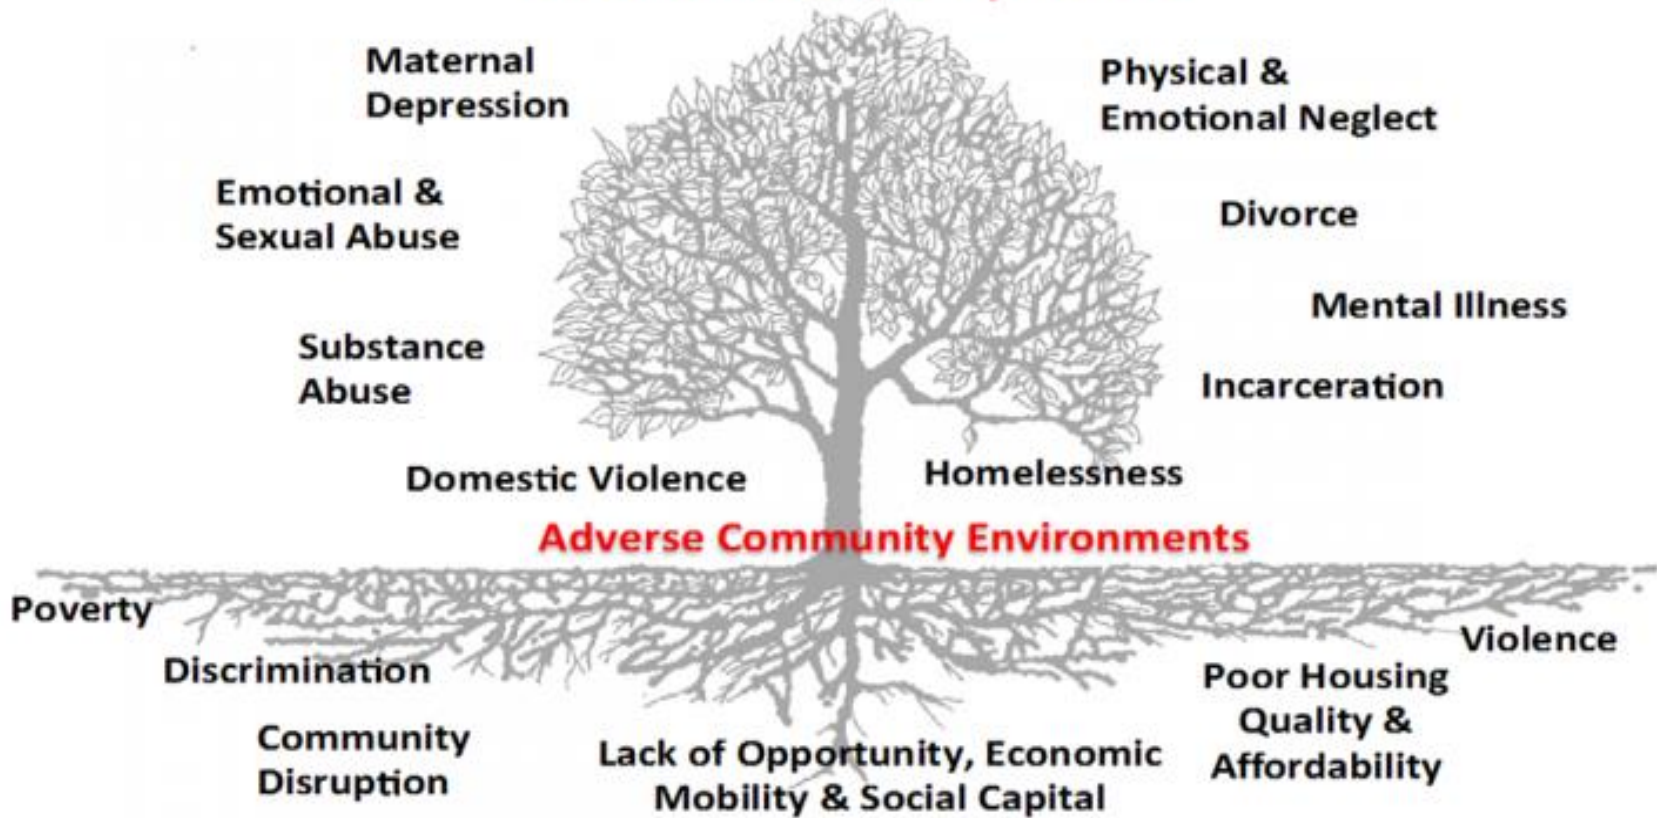 Maternal
Depression
Physical &
Emotional Neglect
Emotional &
Sexual Abuse
Divorce
Mental Illness
Substance
Abuse
Incarceration
Domestic Violence
Homelessness
Adverse Community Environments
Poverty
Violence
Discrimination
Poor Housing
Quality &
Affordability
Community
Disruption
Lack of Opportunity, Economic
Mobility & Social Capital